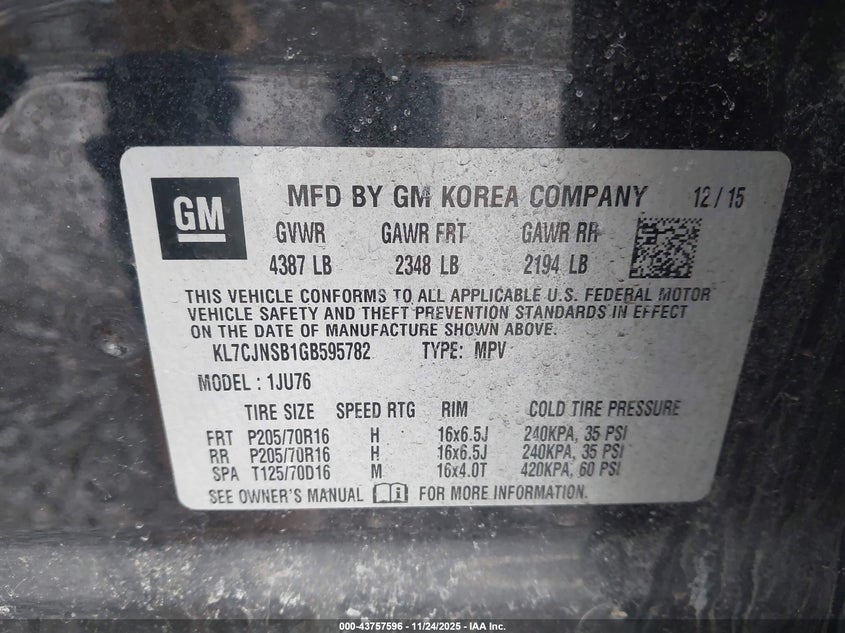 GM
MFD BY GM KOREA COMPANY 12/15
GVWR GAWR FRT GAWR RR
4387 LB 2348 LB 2194 LB
THIS VEHICLE CONFORMS TO ALL APPLICABLE U.S. FEDERAL MOTOR
VEHICLE SAFETY AND THEFT PREVENTION STANDARDS IN EFFECT
ON THE DATE OF MANUFACTURE SHOWN ABOVE.
KL7CJNSB1GB595782 TYPE: MPV
MODEL : 1JU76
TIRE SIZE SPEED RTG RIM COLD TIRE PRESSURE
FRT P205/70R16 H 16x6.5J 240KPA, 35 PSI
RR P205/70R16 H 16x6.5J 240KPA, 35 PSI
SPA T125/70D16 M 16x4.0T 420KPA, 60 PSI
SEE OWNER'S MANUAL i FOR MORE INFORMATION.
000-43757596 - 11/24/2025 - IAA Inc.